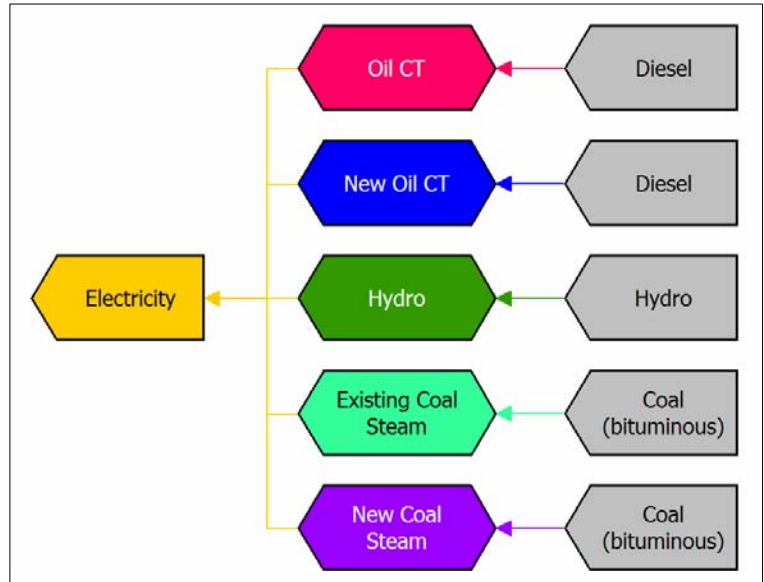 Oil CT
Diesel
New Oil CT
Diesel
Electricity
Hydro
Hydro
Existing Coal
Steam
Coal
(bituminous)
New Coal
Steam
Coal
(bituminous)